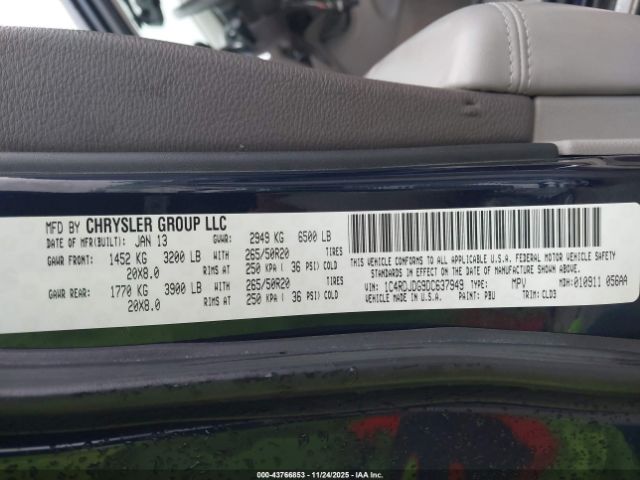 MFD BY CHRYSLER GROUP LLC
DATE OF MFR(BUILT): JAN 13 GVWR: 2949 KG 6500 LB
GAWR FRONT: 1452 KG 3200 LB WITH 265/50R20 TIRES
20X8.0 RIMS AT 250 KPA ( 36 PSI) COLD
GAWR REAR: 1770 KG 3900 LB WITH 265/50R20 TIRES
20X8.0 RIMS AT 250 KPA ( 36 PSI) COLD
THIS VEHICLE CONFORMS TO ALL APPLICABLE U.S.A. FEDERAL MOTOR VEHICLE SAFETY
STANDARDS IN EFFECT ON THE DATE OF MANUFACTURE SHOWN ABOVE.
VIN: 1C4RDJDG9DC637949 TYPE: MPV MDH:010911 056AA
VEHICLE MADE IN U.S.A. PAINT: PBU TRIM: CLD3
000-43766853 - 11/24/2025 - IAAI